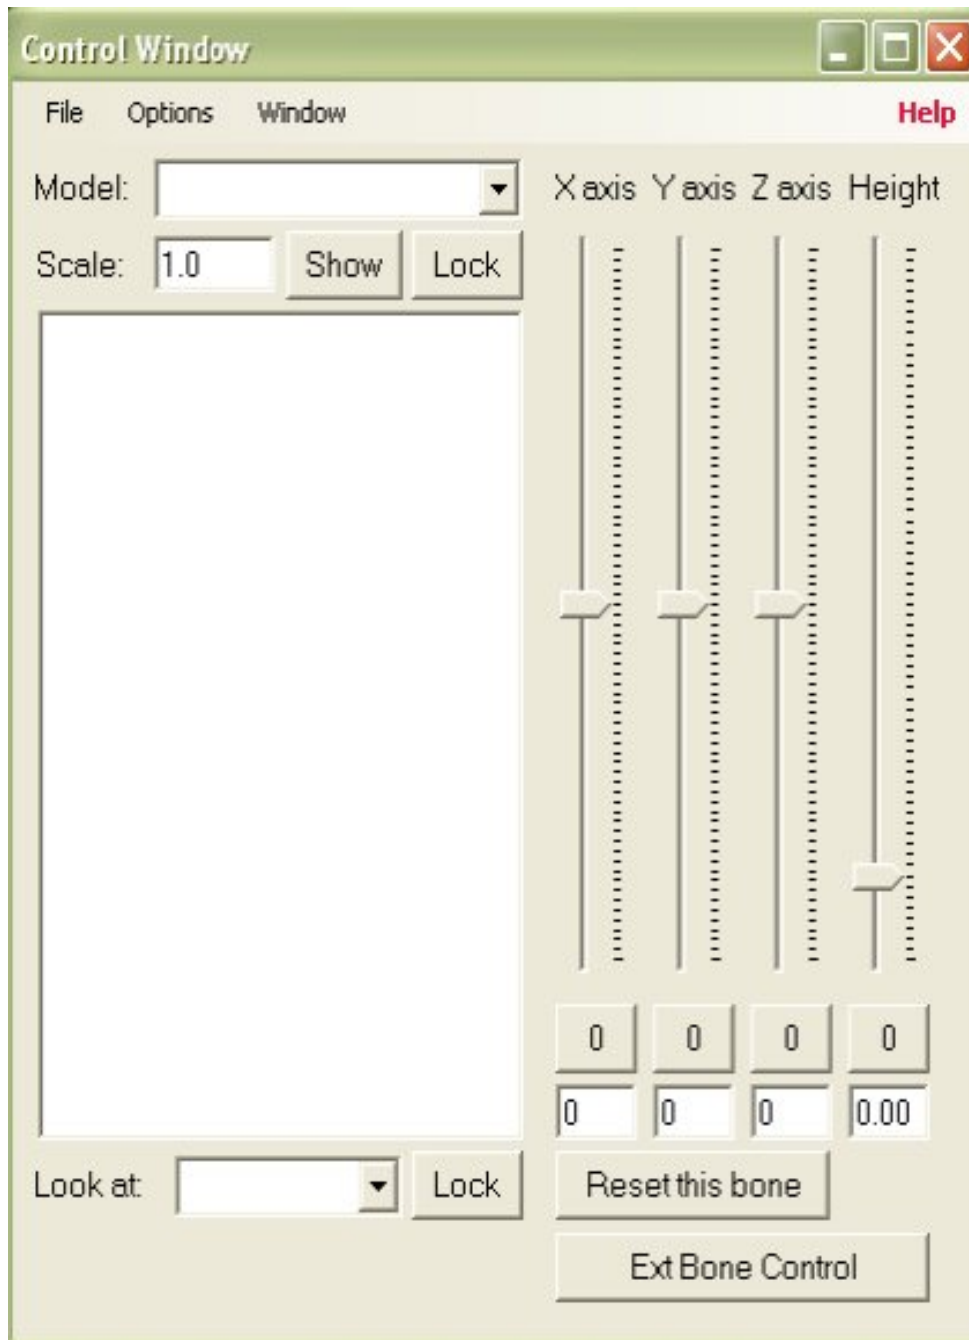 Control Window
File Options Window Help
Model: X axis Y axis Z axis Height
Scale: 1.0 Show Lock
0 0 0 0
0 0 0 0.00
Look at: Lock Reset this bone
Ext Bone Control